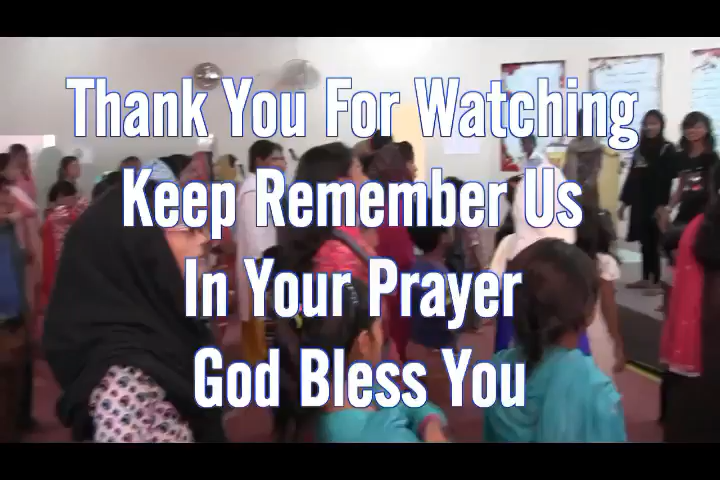 Thank You For Watching
Keep Remember Us
In Your Prayer
God Bless You